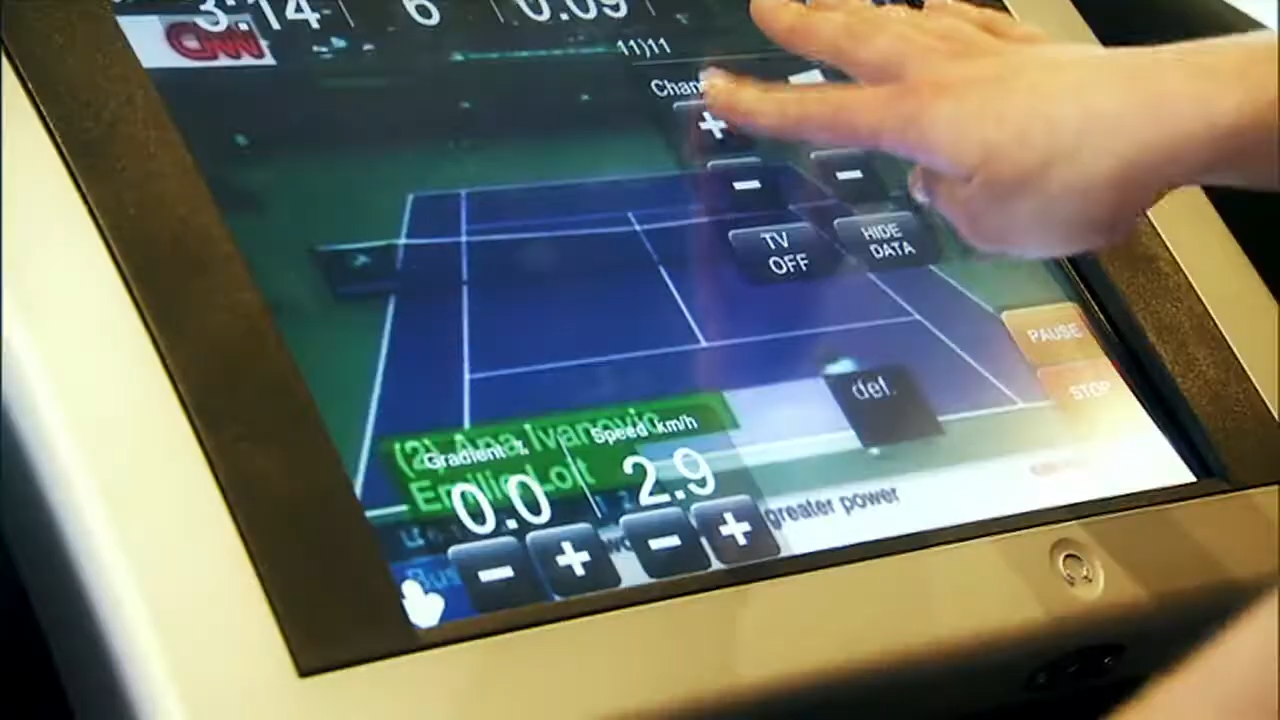 3:14 6 0.09
CNN
11)11
+
- -
TV OFF
HIDE DATA
PAUSE
STOP
def.
(2) Ana Ivanovic
Gradient % Speed km/h
0.0 2.9
greater power
- + - +